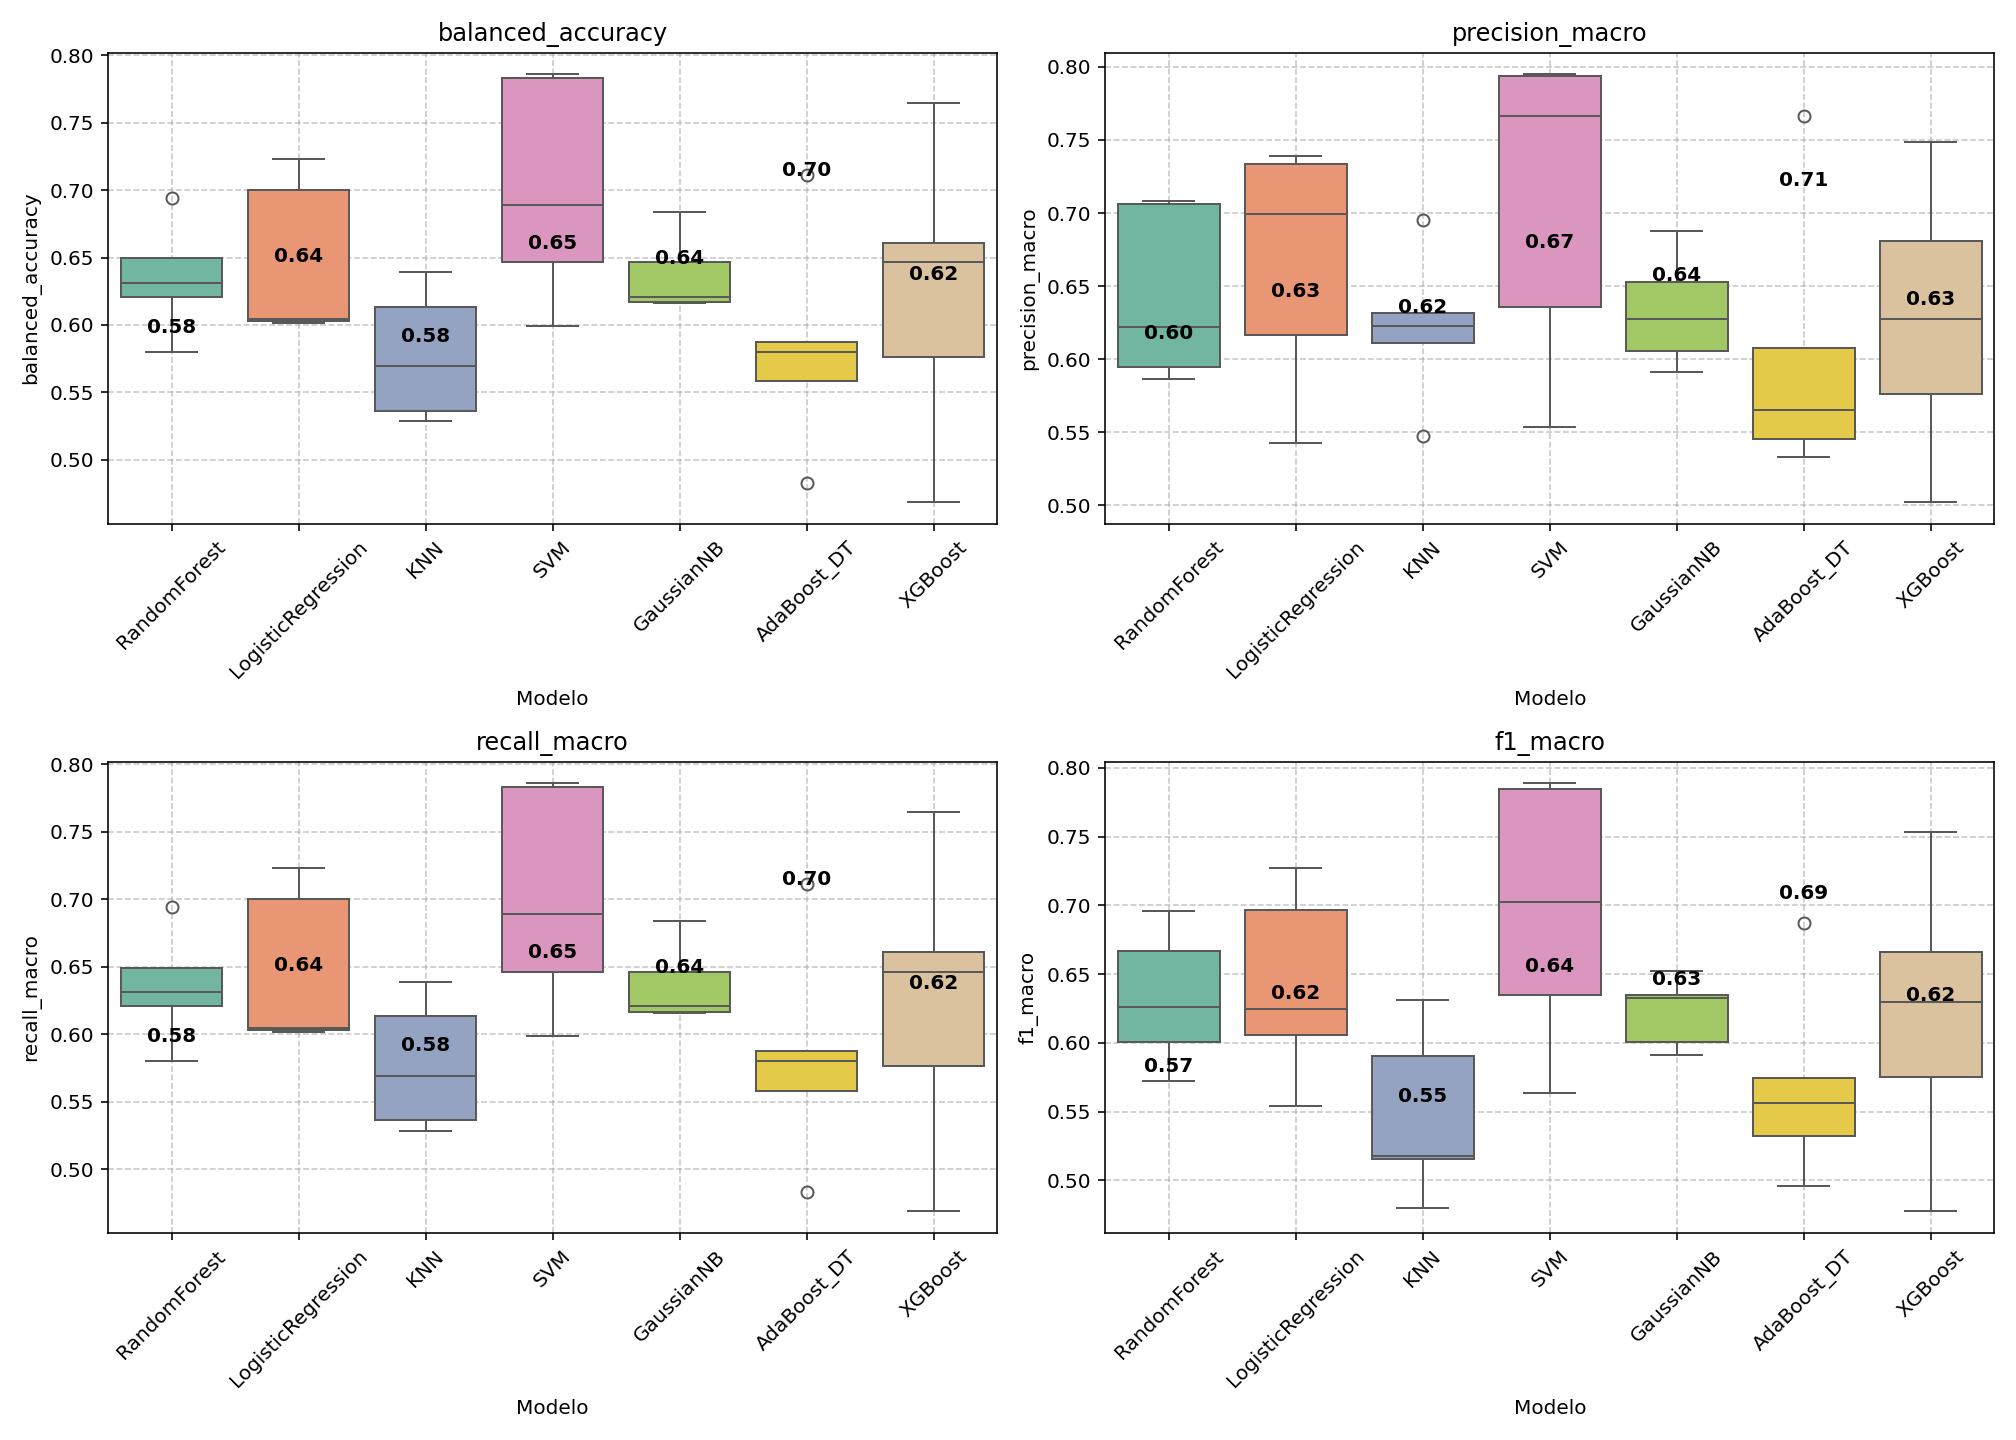 balanced_accuracy
balanced_accuracy
0.80
0.75
0.70
0.65
0.60
0.55
0.50
0.58
0.64
0.58
0.65
0.64
0.70
0.62
RandomForest
LogisticRegression
KNN
SVM
GaussianNB
AdaBoost_DT
XGBoost
Modelo
precision_macro
precision_macro
0.80
0.75
0.70
0.65
0.60
0.55
0.50
0.60
0.63
0.62
0.67
0.64
0.71
0.63
RandomForest
LogisticRegression
KNN
SVM
GaussianNB
AdaBoost_DT
XGBoost
Modelo
recall_macro
recall_macro
0.80
0.75
0.70
0.65
0.60
0.55
0.50
0.58
0.64
0.58
0.65
0.64
0.70
0.62
RandomForest
LogisticRegression
KNN
SVM
GaussianNB
AdaBoost_DT
XGBoost
Modelo
f1_macro
f1_macro
0.80
0.75
0.70
0.65
0.60
0.55
0.50
0.57
0.62
0.55
0.64
0.63
0.69
0.62
RandomForest
LogisticRegression
KNN
SVM
GaussianNB
AdaBoost_DT
XGBoost
Modelo